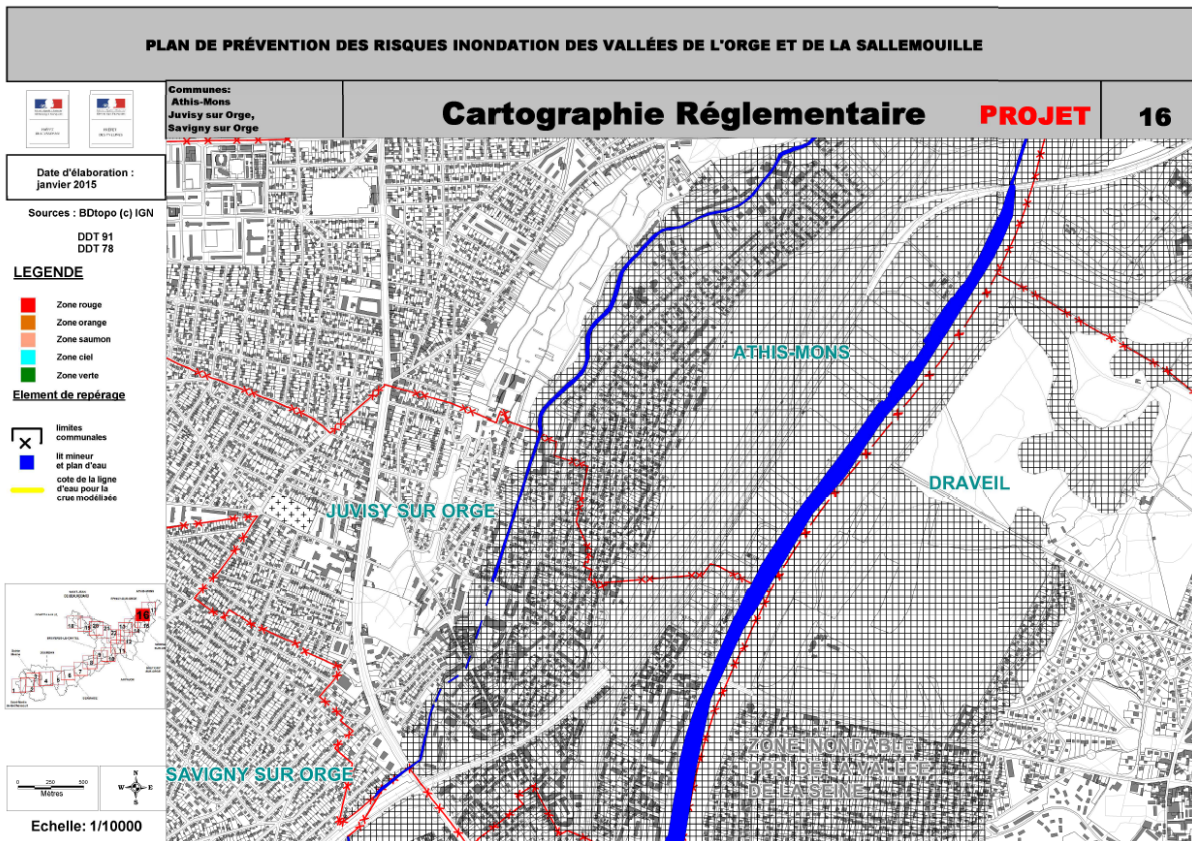 PLAN DE PRÉVENTION DES RISQUES INONDATION DES VALLÉES DE L'ORGE ET DE LA SALLEMOUILLE
Communes:
Athis-Mons
Juvisy sur Orge,
Savigny sur Orge
Cartographie Réglementaire
PROJET
16
Date d'élaboration :
janvier 2015
Sources : BDtopo (c) IGN
DDT 91
DDT 78
LEGENDE
Zone rouge
Zone orange
Zone saumon
Zone ciel
Zone verte
Element de repérage
limites
communales
lit mineur
et plan d'eau
cote de la ligne
d'eau pour la
crue modélisée
ATHIS-MONS
DRAVEIL
JUVISY SUR ORGE
SAVIGNY SUR ORGE
ZONE INONDABLE
PPRI DE LA VALLEE
DE LA SEINE
16
0 250 500
Mètres
N
W E
S
Echelle: 1/10000